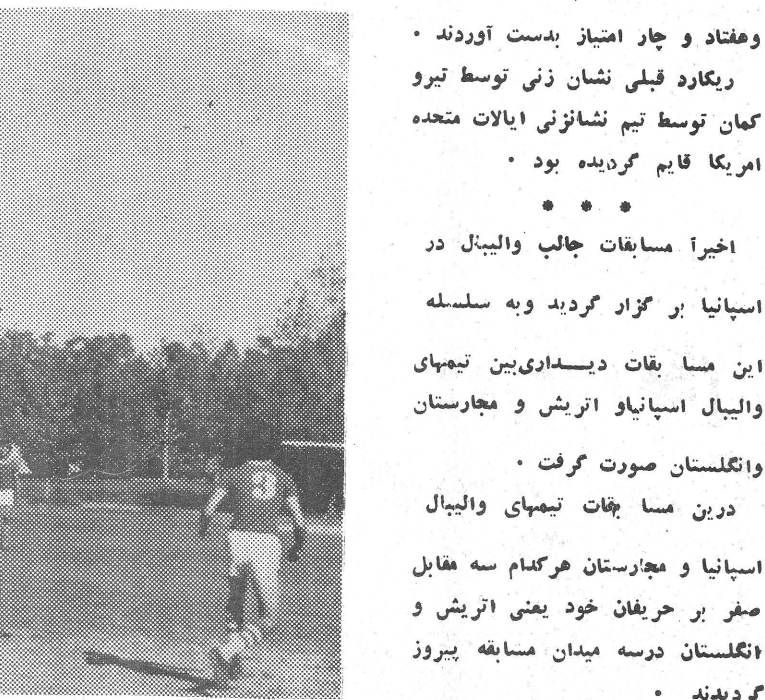 وهفتاد و چار امتیاز بدست آوردند .
ریکارد قبلی نشان زنی توسط تیرو
کمان توسط تیم نشانزنی ایالات متحده
امریکا قایم گردیده بود .
* * *
اخیرآ مسابقات جالب والیبال در
اسپانیا بر گزار گردید وبه سلسله
این مسا بقات دیــداری‌بین تیمهای
والیبال اسپانیاو اتریش و مجارستان
وانگلستان صورت گرفت .
درین مسا بقات تیمهای والیبال
اسپانیا و مجارستان هرکدام سه مقابل
صفر بر حریفان خود یعنی اتریش و
انگلستان درسه میدان مسابقه پیروز
گردیدند .
9